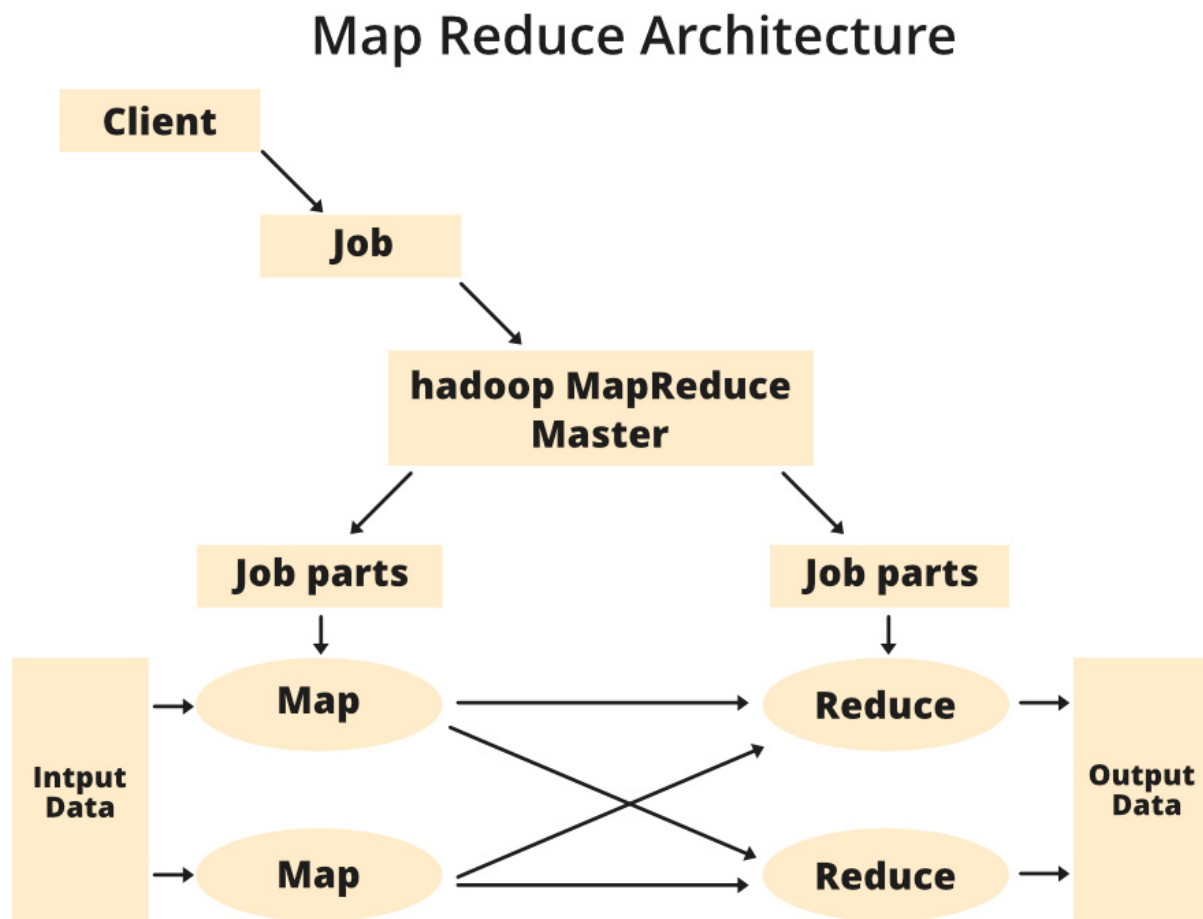 Map Reduce Architecture
Client
Job
hadoop MapReduce
Master
Job parts
Job parts
Map
Reduce
Intput
Data
Output
Data
Map
Reduce